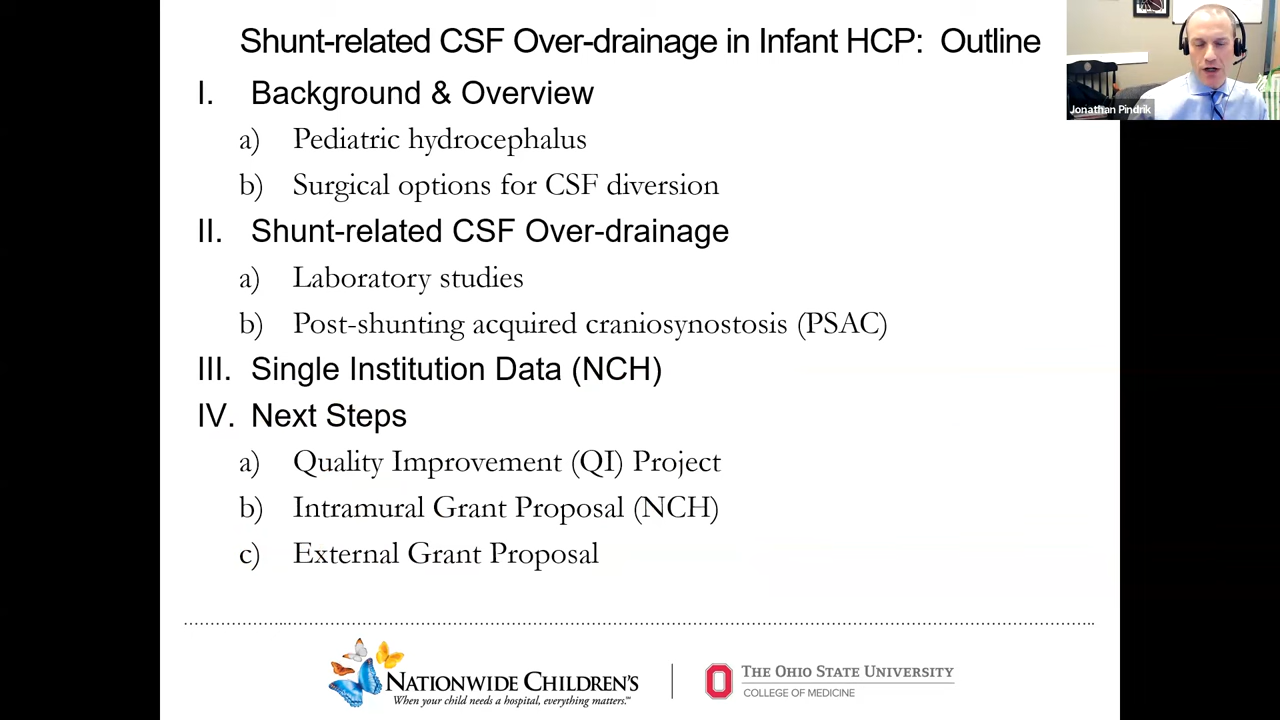 Shunt-related CSF Over-drainage in Infant HCP: Outline
Jonathan Pindrik
I. Background & Overview
a) Pediatric hydrocephalus
b) Surgical options for CSF diversion
II. Shunt-related CSF Over-drainage
a) Laboratory studies
b) Post-shunting acquired craniosynostosis (PSAC)
III. Single Institution Data (NCH)
IV. Next Steps
a) Quality Improvement (QI) Project
b) Intramural Grant Proposal (NCH)
c) External Grant Proposal
NATIONWIDE CHILDREN'S
When your child needs a hospital, everything matters.™
THE OHIO STATE UNIVERSITY
COLLEGE OF MEDICINE